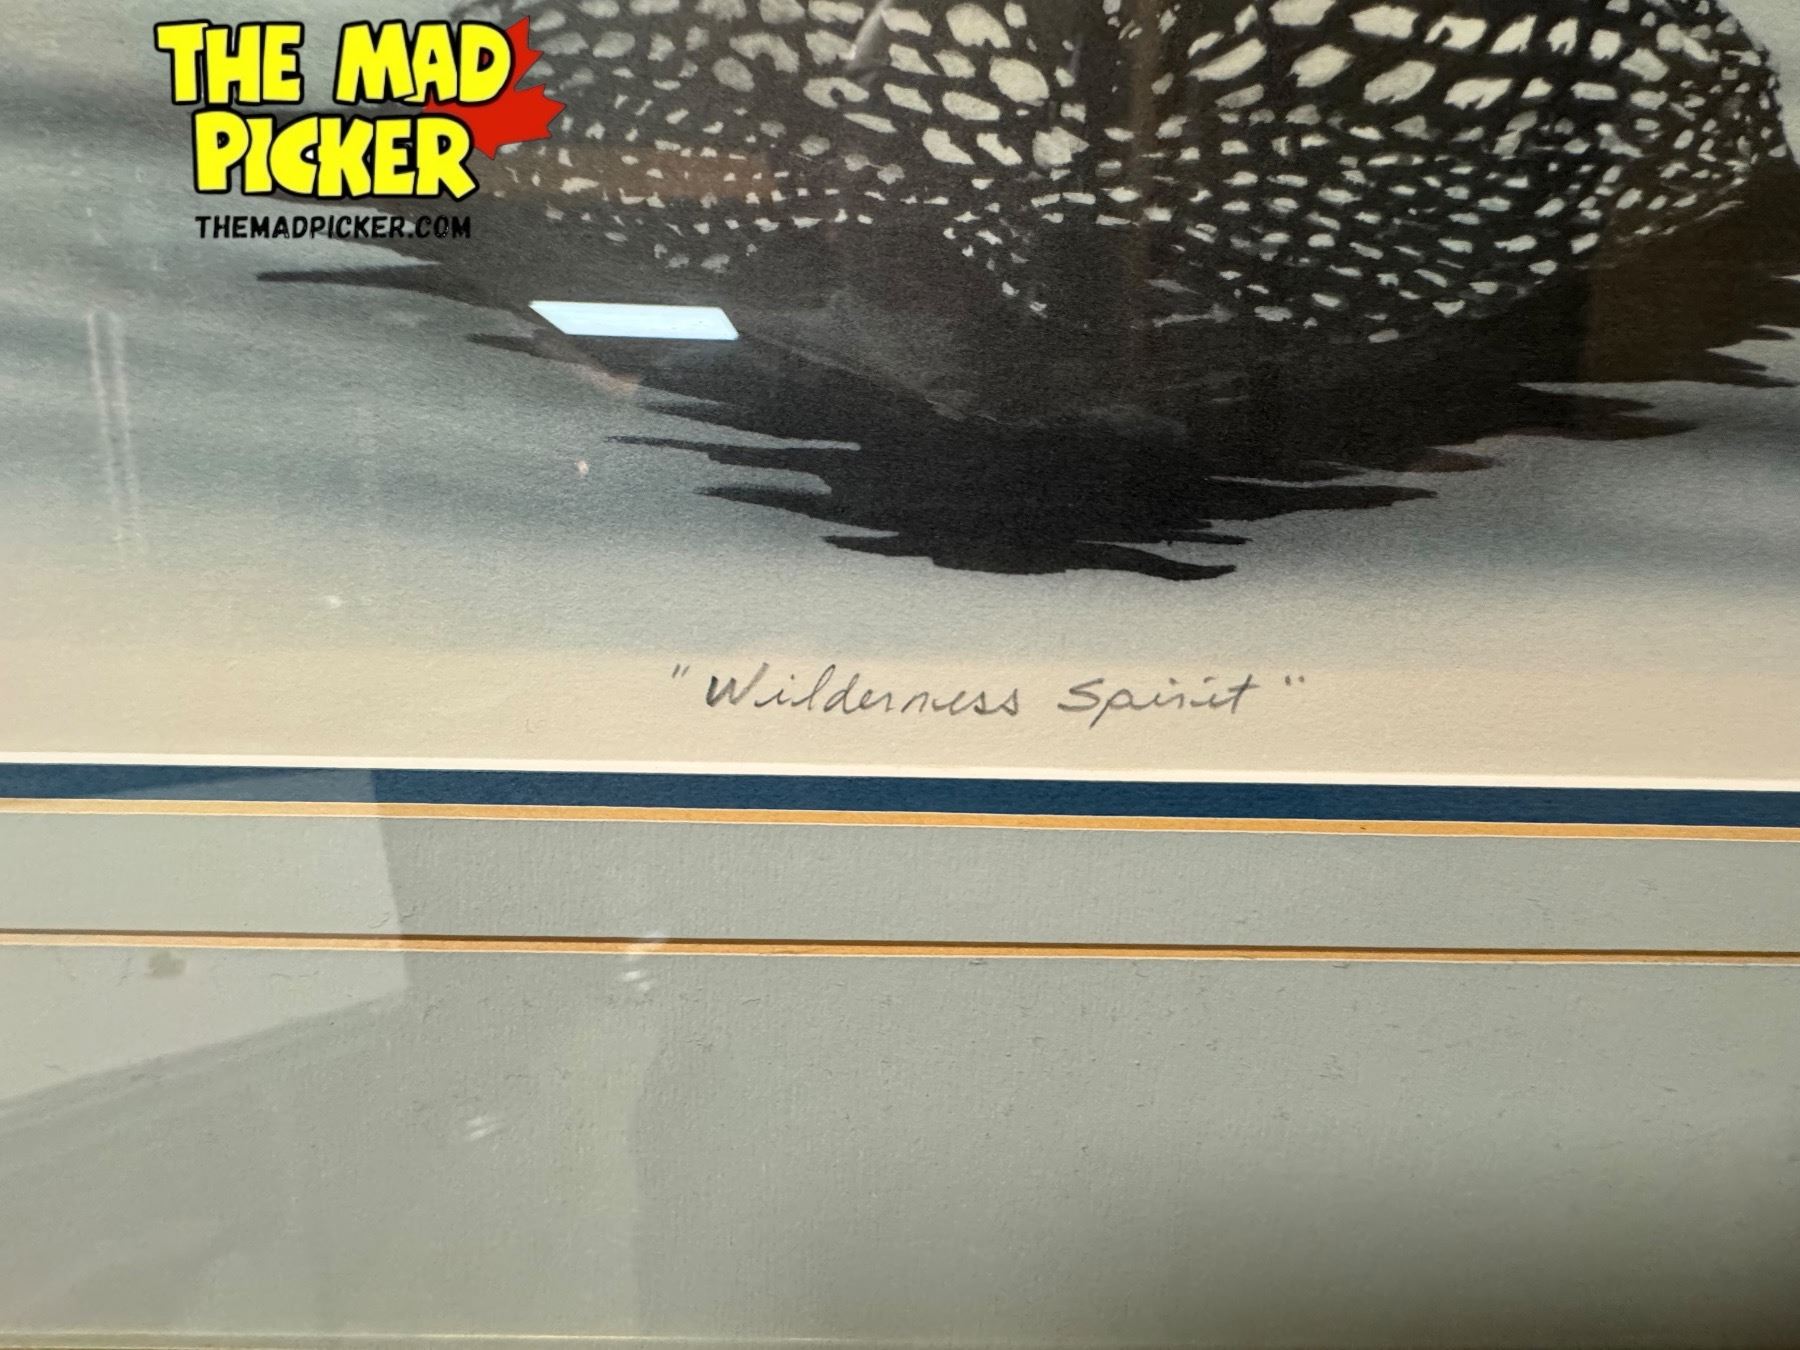 THE MAD
PICKER
THEMADPICKER.COM
"Wilderness Spirit"